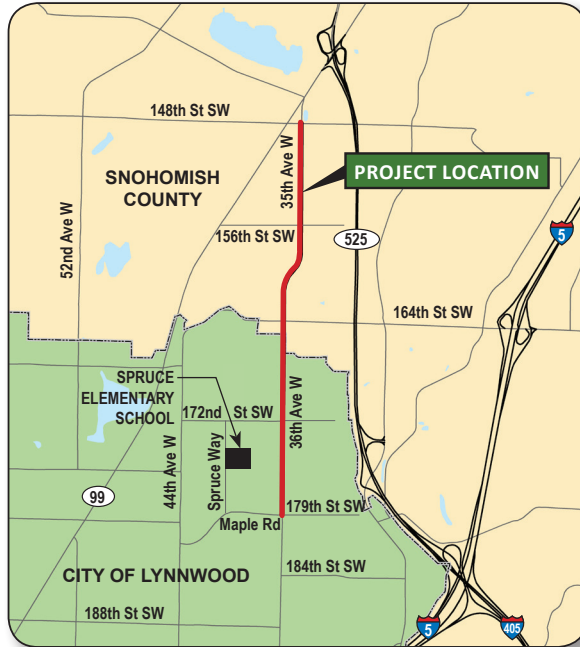 148th St SW
35th Ave W
SNOHOMISH
COUNTY
PROJECT LOCATION
52nd Ave W
156th St SW
525
5
164th St SW
SPRUCE
ELEMENTARY
SCHOOL
172nd St SW
36th Ave W
44th Ave W
Spruce Way
99
Maple Rd
179th St SW
CITY OF LYNNWOOD
184th St SW
188th St SW
5
405